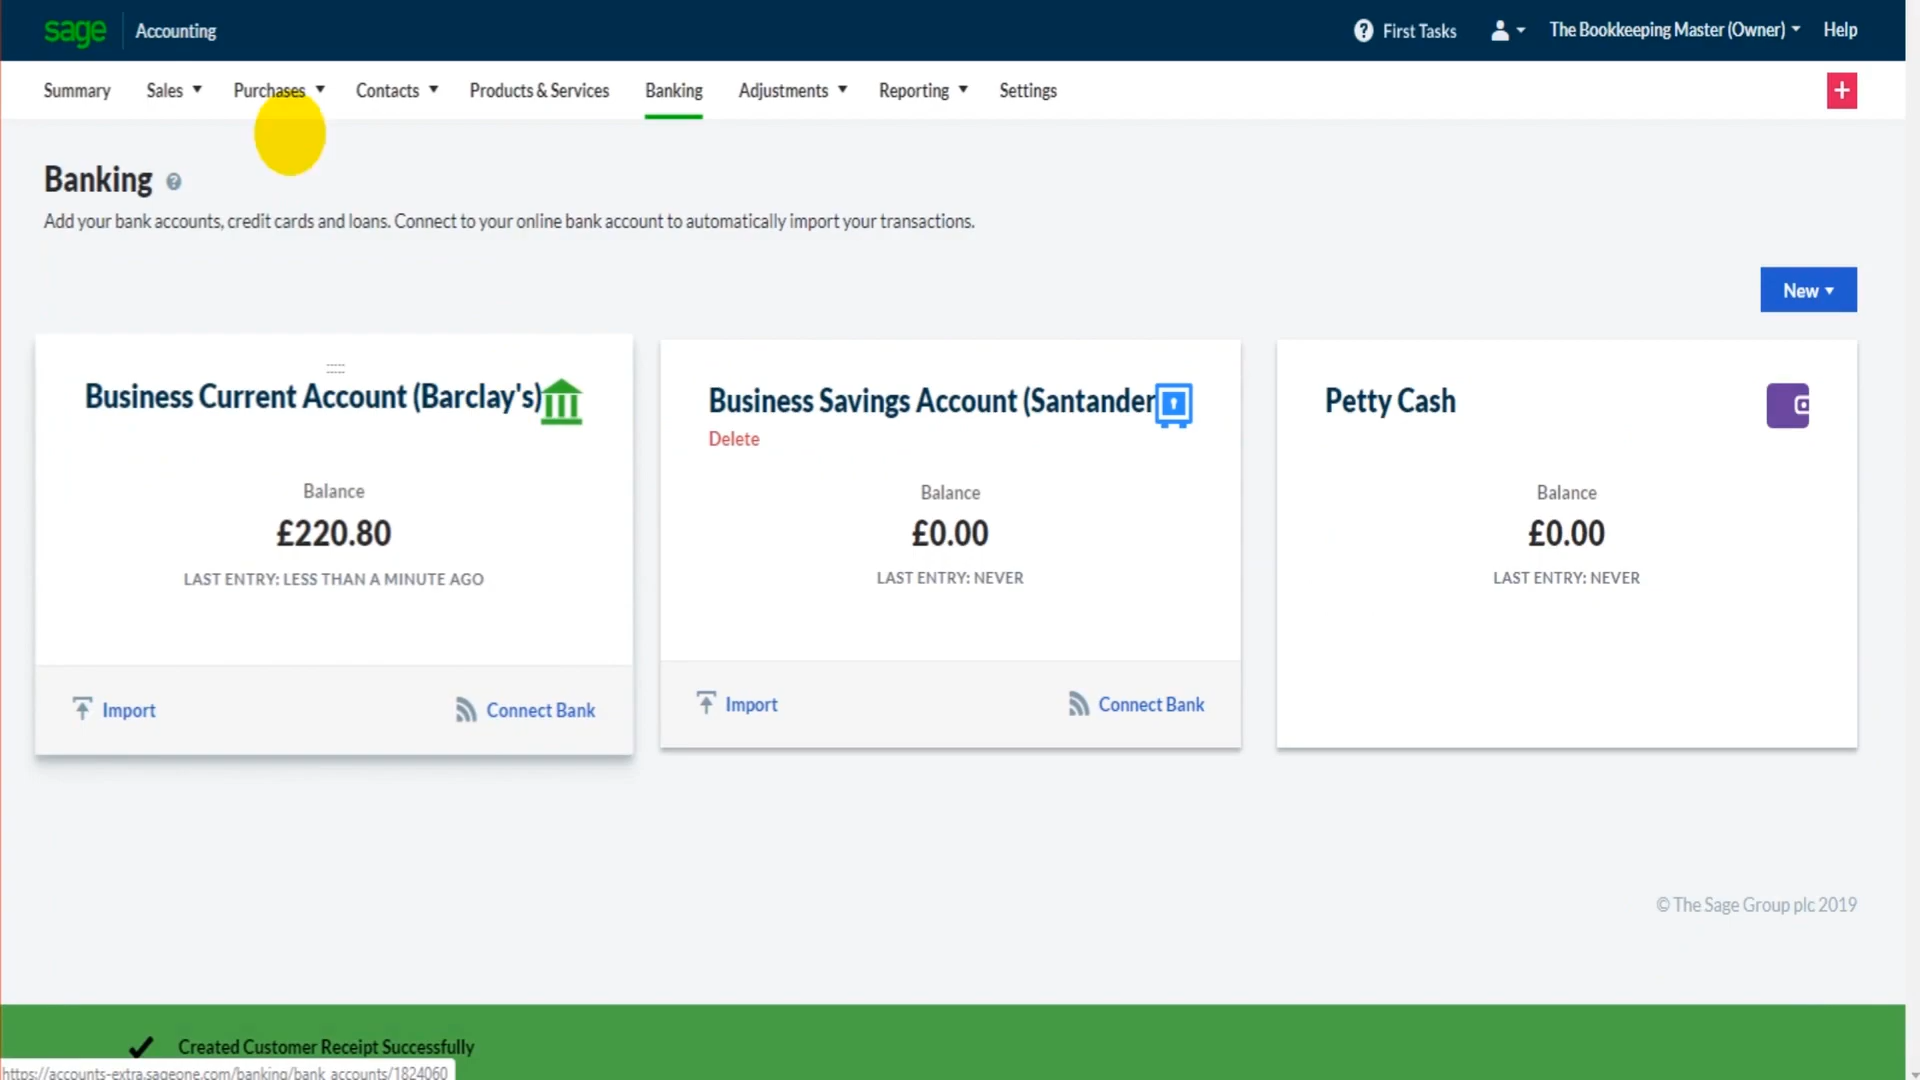 sage Accounting First Tasks The Bookkeeping Master (Owner) Help
Summary Sales Purchases Contacts Products & Services Banking Adjustments Reporting Settings +
Banking ?
Add your bank accounts, credit cards and loans. Connect to your online bank account to automatically import your transactions.
New
Business Current Account (Barclay's)
Balance
£220.80
LAST ENTRY: LESS THAN A MINUTE AGO
Import Connect Bank
Business Savings Account (Santander
Delete
Balance
£0.00
LAST ENTRY: NEVER
Import Connect Bank
Petty Cash
Balance
£0.00
LAST ENTRY: NEVER
© The Sage Group plc 2019
Created Customer Receipt Successfully
https://accounts-extra.sageone.com/banking/bank_accounts/1824060